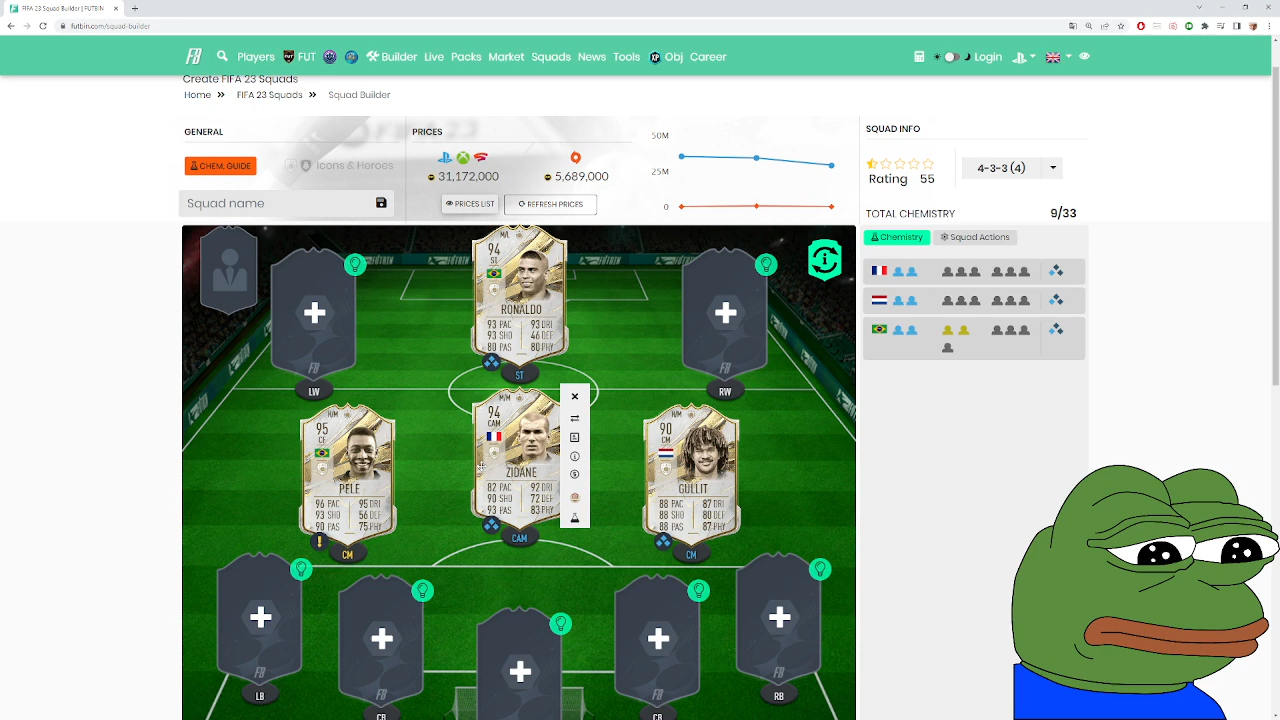 FIFA 23 Squad Builder | FUTBIN
futbin.com/squad-builder
Players FUT Builder Live Packs Market Squads News Tools XP Obj Career Login
Create FIFA 23 Squads
Home » FIFA 23 Squads » Squad Builder
GENERAL
CHEM. GUIDE
Icons & Heroes
Squad name
PRICES
31,172,000
5,689,000
PRICES LIST
REFRESH PRICES
50M
25M
0
SQUAD INFO
Rating 55
4-3-3 (4)
TOTAL CHEMISTRY 9/33
Chemistry
Squad Actions
LW
94
ST
RONALDO
93 PAC 93 DRI
93 SHO 46 DEF
80 PAS 80 PHY
ST
RW
H/M
95
CF
PELÉ
96 PAC 95 DRI
93 SHO 56 DEF
90 PAS 75 PHY
CM
M/M
94
CAM
ZIDANE
82 PAC 92 DRI
90 SHO 72 DEF
93 PAS 83 PHY
CAM
H/M
90
CM
GULLIT
88 PAC 87 DRI
88 SHO 80 DEF
88 PAS 87 PHY
CM
LB
CB
CB
RB